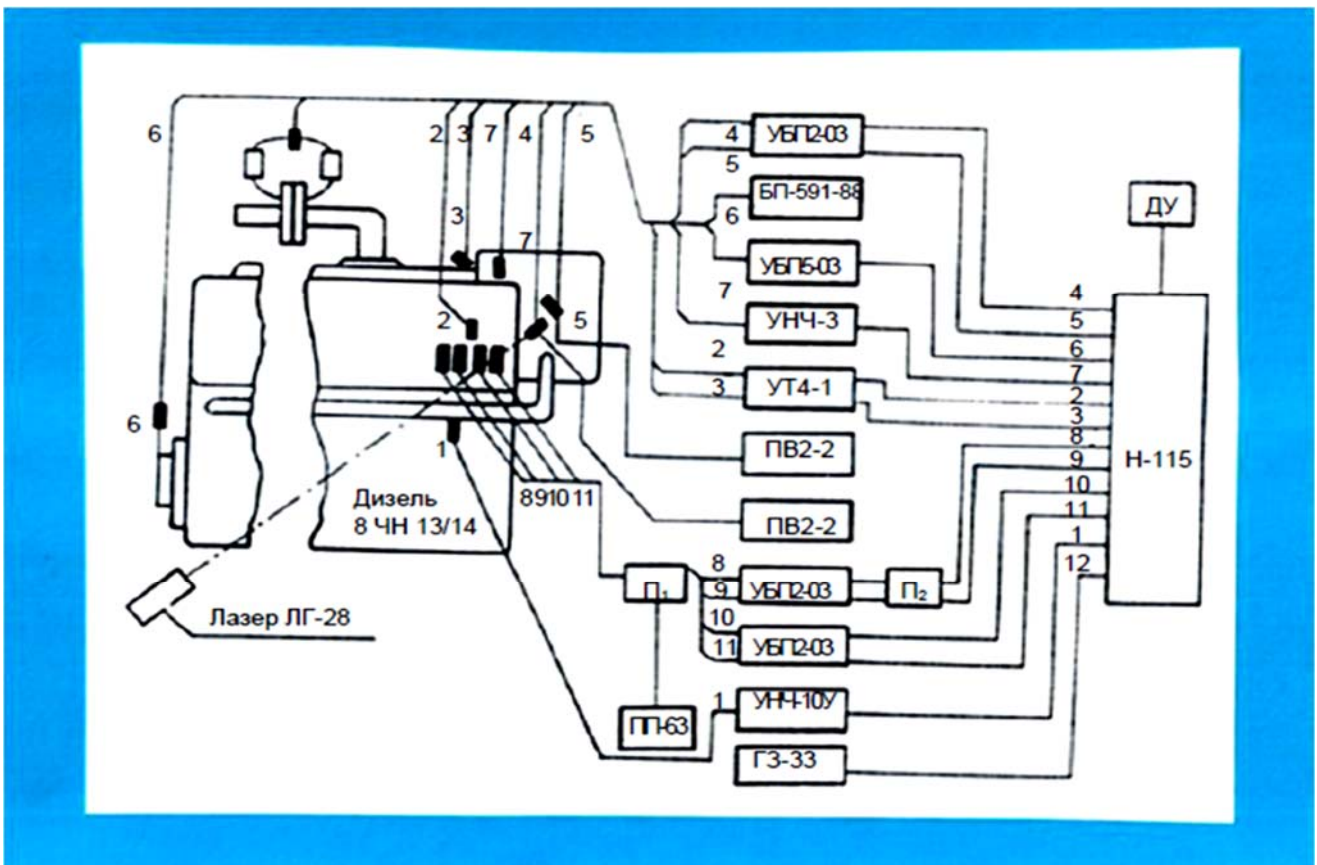 6
2
3
7
4
5
4
5
УБП2-03
БП-591-88
ДУ
3
7
6
УБП5-03
4
7
2
5
УНЧ-3
5
6
2
7
3
УТ4-1
2
3
6
8
1
ПВ2-2
9
Н-115
10
Дизель
8 ЧН 13/14
8 9 10 11
ПВ2-2
11
1
12
8
П₁
9
УБП2-03
П₂
Лазер ЛГ-28
10
11
УБП2-03
1
УНЧ-10У
ПП-63
ГЗ-33